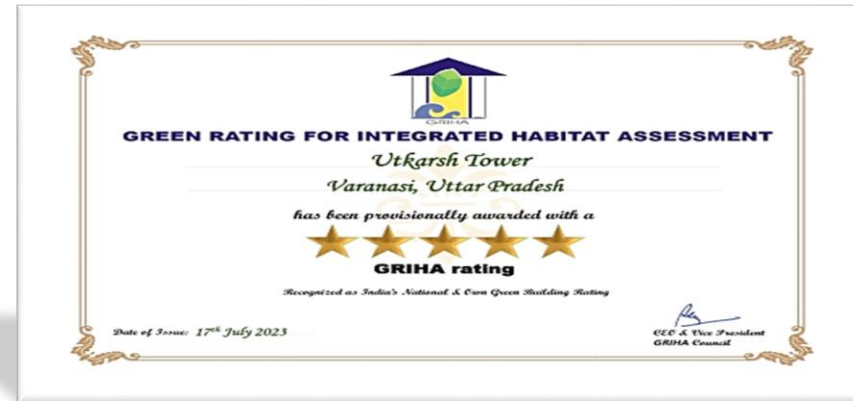 GRIHA
GREEN RATING FOR INTEGRATED HABITAT ASSESSMENT
Utkarsh Tower
Varanasi, Uttar Pradesh
has been provisionally awarded with a
GRIHA rating
Recognized as India's National & Own Green Building Rating
Date of Issue: 17th July 2023
CEO & Vice President
GRIHA Council